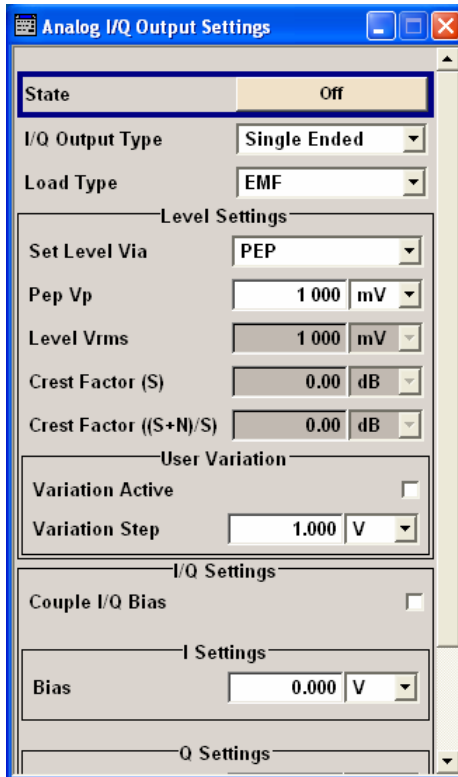 Analog I/Q Output Settings
State Off
I/Q Output Type Single Ended
Load Type EMF
Level Settings
Set Level Via PEP
Pep Vp 1 000 mV
Level Vrms 1 000 mV
Crest Factor (S) 0.00 dB
Crest Factor ((S+N)/S) 0.00 dB
User Variation
Variation Active
Variation Step 1.000 V
I/Q Settings
Couple I/Q Bias
I Settings
Bias 0.000 V
Q Settings